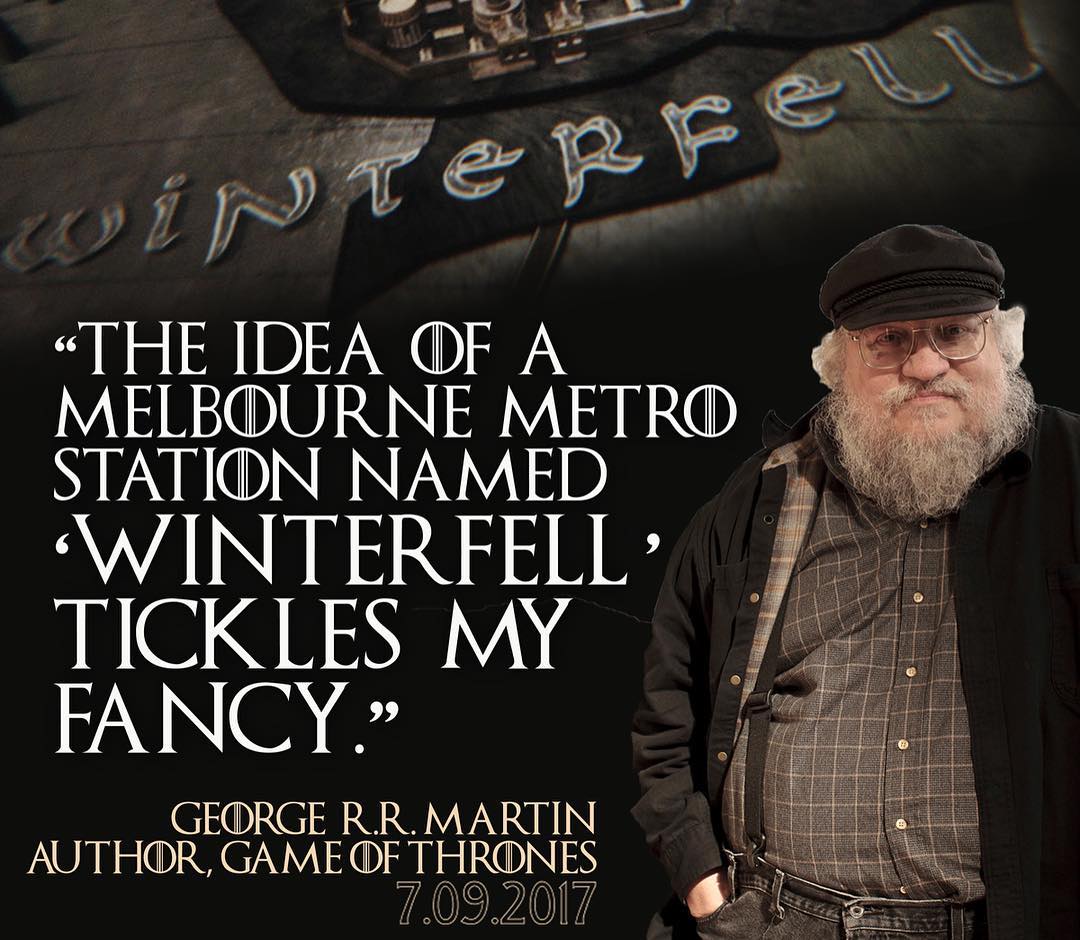 WiNTeRFell
“THE IDEA OF A
MELBOURNE METRO
STATION NAMED
‘WINTERFELL’
TICKLES MY
FANCY.”
GEORGE R.R. MARTIN
AUTHOR, GAME OF THRONES
7.09.2017